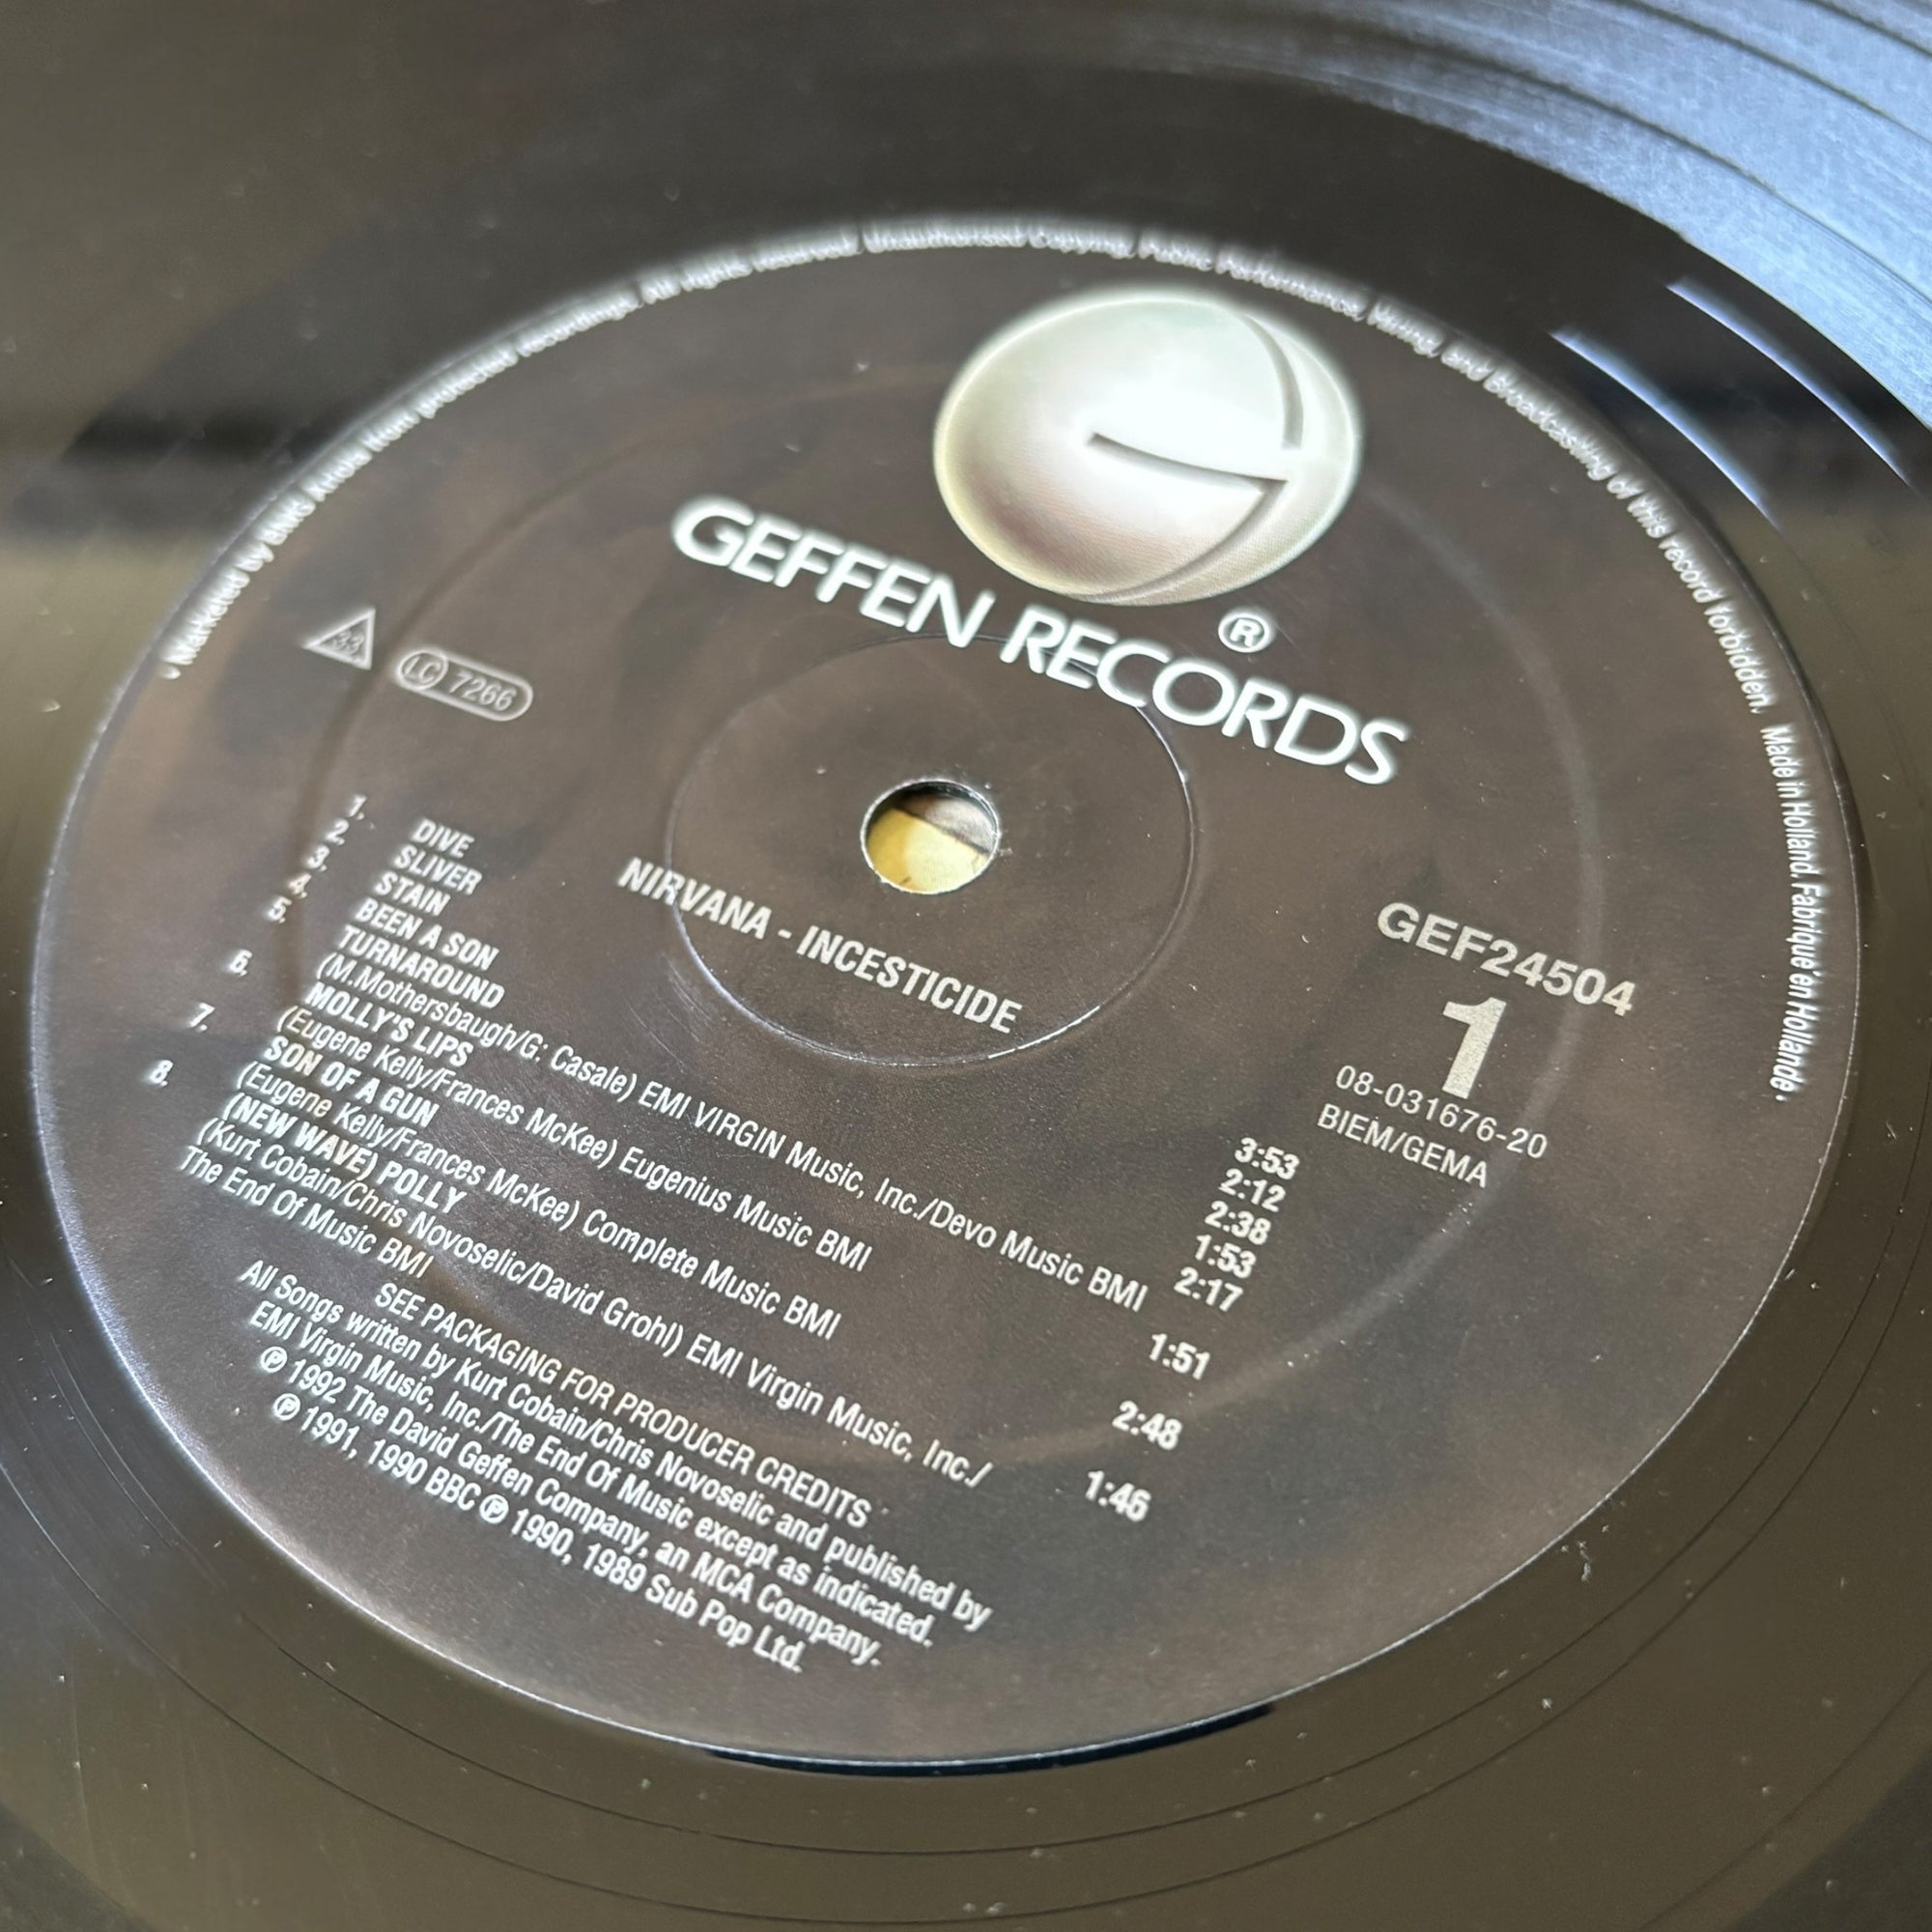 Marketed by BMG Ariola Munich protected recordings. All rights reserved. Unauthorised Copying, Public Performance, Hiring, and Broadcasting of this record forbidden. Made in Holland. Fabriqué en Hollande.
GEFFEN RECORDS ®
33
LC 7266
NIRVANA - INCESTICIDE
GEF24504
1
08-031676-20
BIEM/GEMA
1. DIVE 3:53
2. SLIVER 2:12
3. STAIN 2:38
4. BEEN A SON 1:53
5. TURNAROUND 2:17
(M.Mothersbaugh/G. Casale) EMI VIRGIN Music, Inc./Devo Music BMI
6. MOLLY'S LIPS 1:51
(Eugene Kelly/Frances McKee) Eugenius Music BMI
7. SON OF A GUN 2:48
(Eugene Kelly/Frances McKee) Complete Music BMI
8. (NEW WAVE) POLLY 1:46
(Kurt Cobain/Chris Novoselic/David Grohl) EMI Virgin Music, Inc./
The End Of Music BMI
SEE PACKAGING FOR PRODUCER CREDITS
All Songs written by Kurt Cobain/Chris Novoselic and published by
EMI Virgin Music, Inc./The End Of Music except as indicated.
℗ 1992 The David Geffen Company, an MCA Company.
℗ 1991, 1990 BBC ℗ 1990, 1989 Sub Pop Ltd.